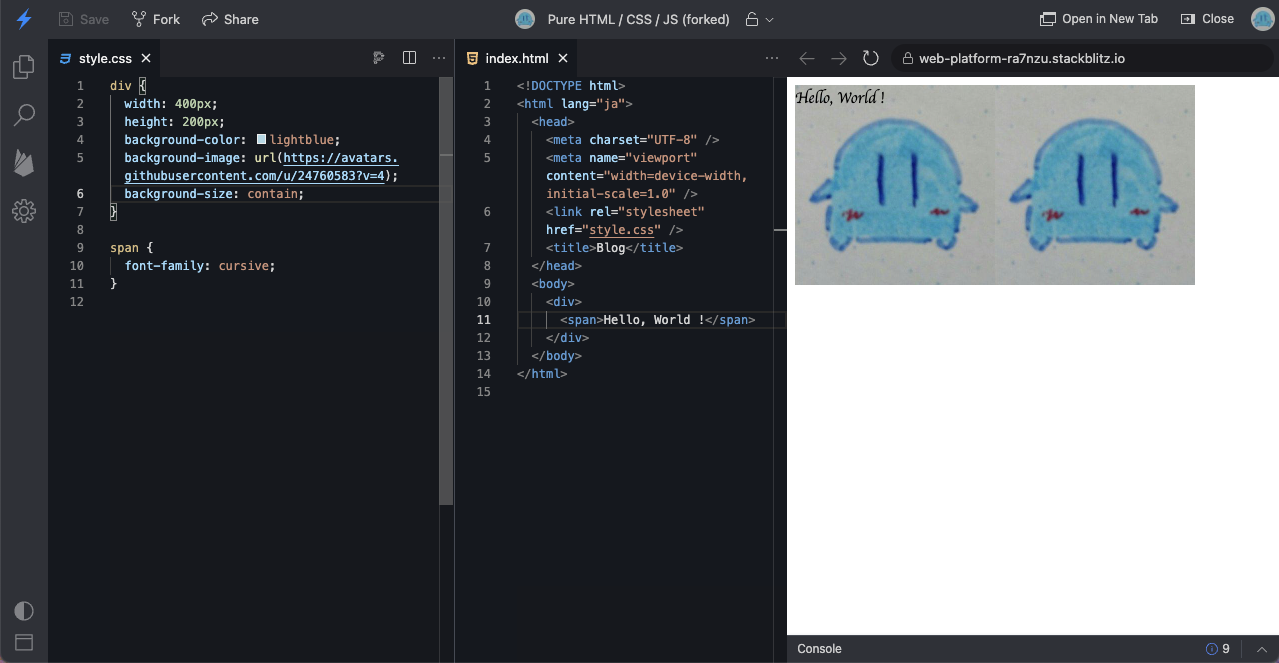 Save Fork Share Pure HTML / CSS / JS (forked) Open in New Tab Close
style.css
1 div {
2 width: 400px;
3 height: 200px;
4 background-color: lightblue;
5 background-image: url(https://avatars.
githubusercontent.com/u/24760583?v=4);
6 background-size: contain;
7 }
8
9 span {
10 font-family: cursive;
11 }
12
index.html
1 <!DOCTYPE html>
2 <html lang="ja">
3 <head>
4 <meta charset="UTF-8" />
5 <meta name="viewport"
content="width=device-width,
initial-scale=1.0" />
6 <link rel="stylesheet"
href="style.css" />
7 <title>Blog</title>
8 </head>
9 <body>
10 <div>
11 <span>Hello, World !</span>
12 </div>
13 </body>
14 </html>
15
web-platform-ra7nzu.stackblitz.io
Hello, World !
Console 9